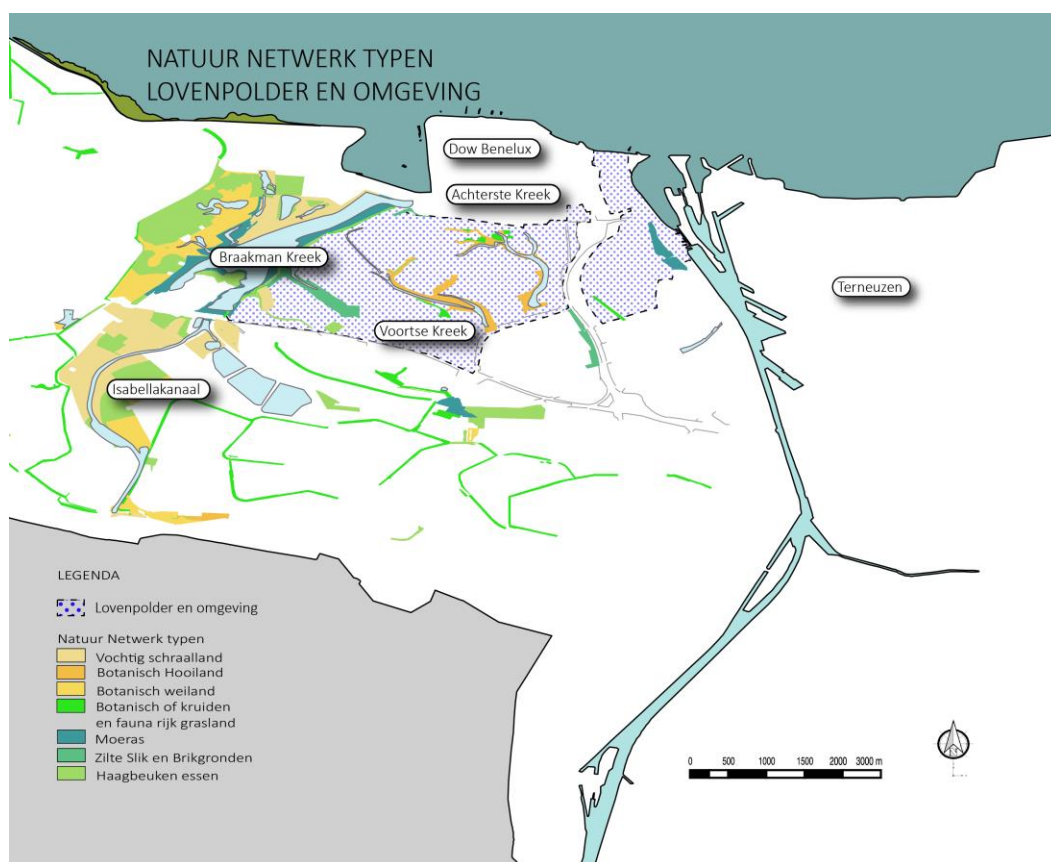 NATUUR NETWERK TYPEN
LOVENPOLDER EN OMGEVING
Dow Benelux
Achterste Kreek
Braakman Kreek
Terneuzen
Voortse Kreek
Isabellakanaal
LEGENDA
Lovenpolder en omgeving
Natuur Netwerk typen
Vochtig schraalland
Botanisch Hooiland
Botanisch weiland
Botanisch of kruiden
en fauna rijk grasland
Moeras
Zilte Slik en Brikgronden
Haagbeuken essen
0 500 1000 1500 2000 3000 m